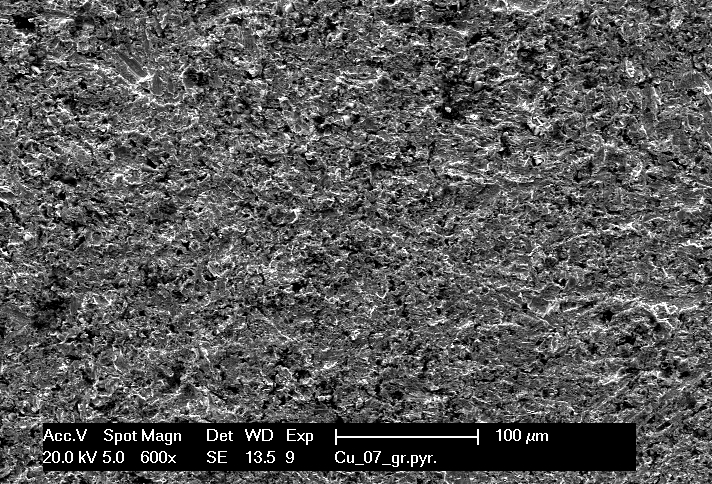 Acc.V Spot Magn Det WD Exp 100 µm
20.0 kV 5.0 600x SE 13.5 9 Cu_07_gr.pyr.